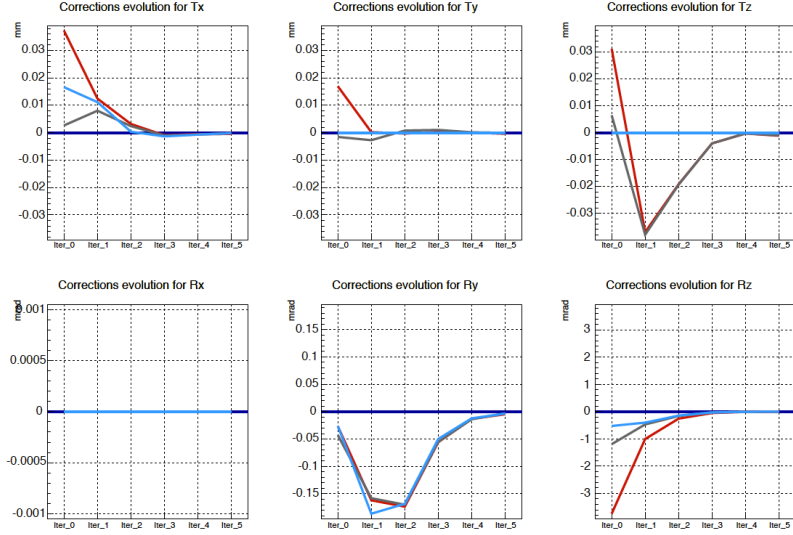 Corrections evolution for Tx
mm
0.03
0.02
0.01
0
-0.01
-0.02
-0.03
Iter_0 Iter_1 Iter_2 Iter_3 Iter_4 Iter_5
Corrections evolution for Ty
mm
0.03
0.02
0.01
0
-0.01
-0.02
-0.03
Iter_0 Iter_1 Iter_2 Iter_3 Iter_4 Iter_5
Corrections evolution for Tz
mm
0.03
0.02
0.01
0
-0.01
-0.02
-0.03
Iter_0 Iter_1 Iter_2 Iter_3 Iter_4 Iter_5
Corrections evolution for Rx
mrad
0.001
0.0005
0
-0.0005
-0.001
Iter_0 Iter_1 Iter_2 Iter_3 Iter_4 Iter_5
Corrections evolution for Ry
mrad
0.15
0.1
0.05
0
-0.05
-0.1
-0.15
Iter_0 Iter_1 Iter_2 Iter_3 Iter_4 Iter_5
Corrections evolution for Rz
mrad
3
2
1
0
-1
-2
-3
Iter_0 Iter_1 Iter_2 Iter_3 Iter_4 Iter_5